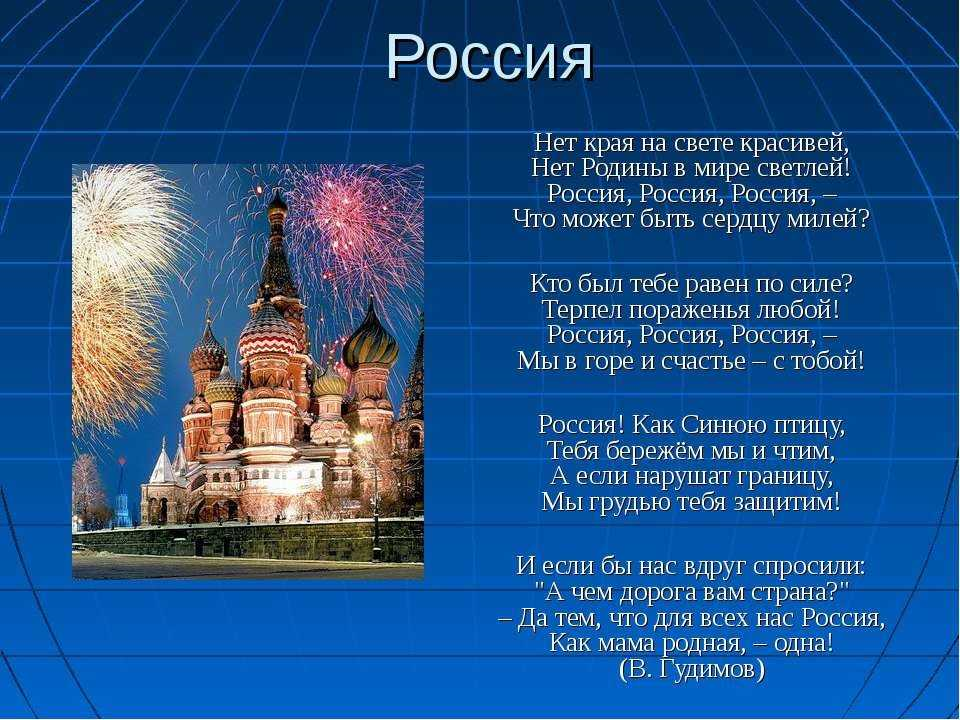 Россия
Нет края на свете красивей,
Нет Родины в мире светлей!
Россия, Россия, Россия, –
Что может быть сердцу милей?
Кто был тебе равен по силе?
Терпел пораженья любой!
Россия, Россия, Россия, –
Мы в горе и счастье – с тобой!
Россия! Как Синюю птицу,
Тебя бережём мы и чтим,
А если нарушат границу,
Мы грудью тебя защитим!
И если бы нас вдруг спросили:
"А чем дорога вам страна?"
– Да тем, что для всех нас Россия,
Как мама родная, – одна!
(В. Гудимов)